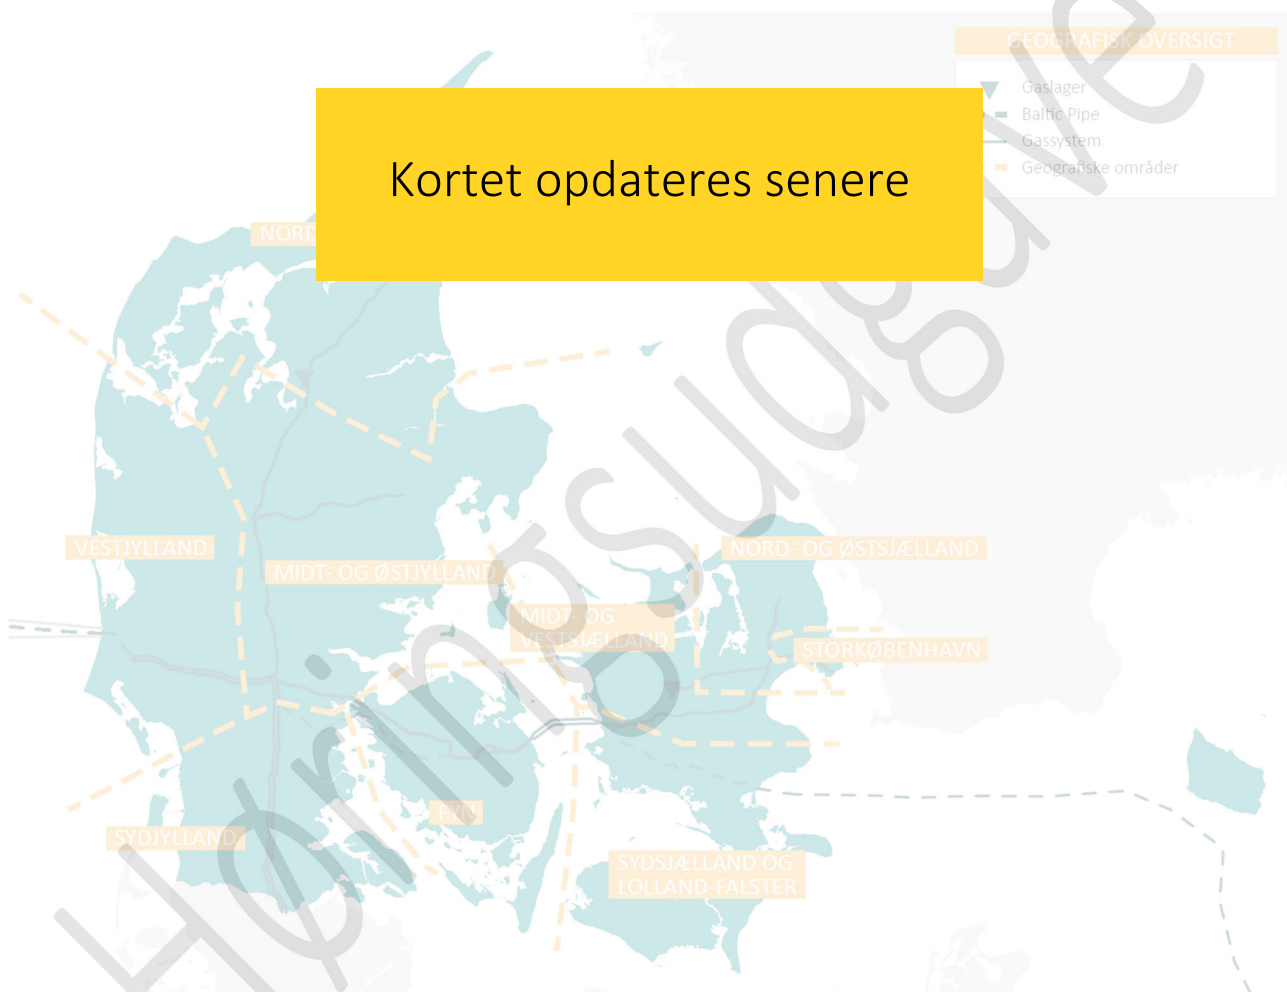 GEOGRAFISK OVERSIGT
Gaslager
Baltic Pipe
Gassystem
Geografiske områder
Kortet opdateres senere
NORD
VESTJYLLAND
MIDT- OG ØSTJYLLAND
NORD- OG ØSTSJÆLLAND
MIDT- OG
VESTSJÆLLAND
STORKØBENHAVN
FYN
SYDJYLLAND
SYDSJÆLLAND OG
LOLLAND-FALSTER
Høringsudgave